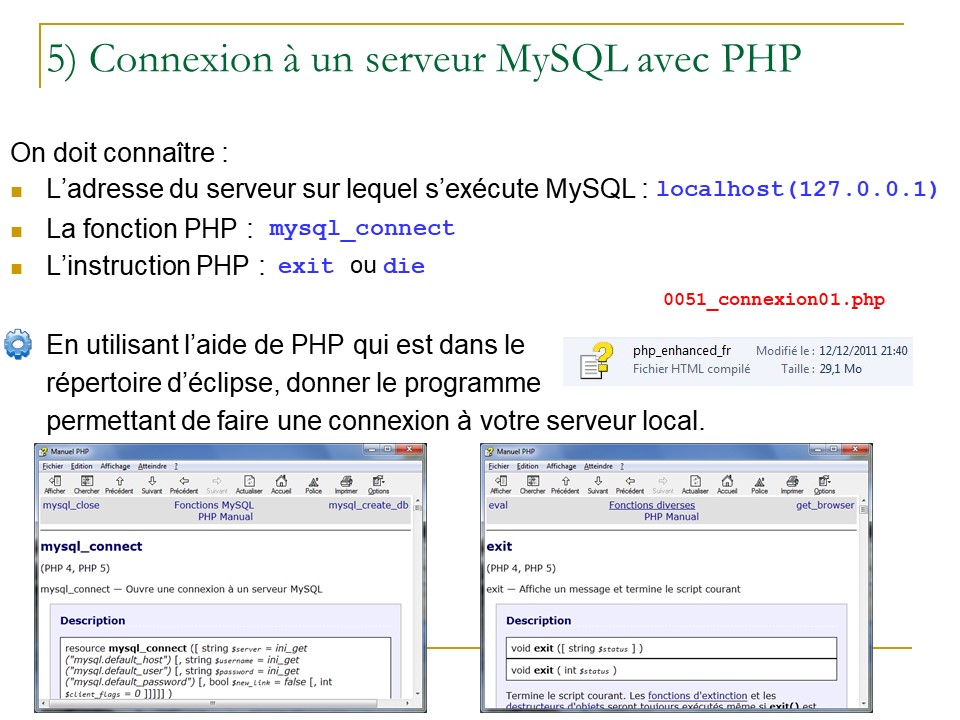 5) Connexion à un serveur MySQL avec PHP
On doit connaître :
L’adresse du serveur sur lequel s’exécute MySQL : localhost(127.0.0.1)
La fonction PHP : mysql_connect
L’instruction PHP : exit ou die
0051_connexion01.php
En utilisant l’aide de PHP qui est dans le
répertoire d’éclipse, donner le programme
permettant de faire une connexion à votre serveur local.
php_enhanced_fr Modifié le : 12/12/2011 21:40
Fichier HTML compilé Taille : 29,1 Mo
Manuel PHP
Fichier Edition Affichage Atteindre ?
Afficher Chercher Précédent Suivant Précédent Suivant Actualiser Accueil Police Imprimer Options
mysql_close Fonctions MySQL mysql_create_db
PHP Manual
mysql_connect
(PHP 4, PHP 5)
mysql_connect — Ouvre une connexion à un serveur MySQL
Description
resource mysql_connect ([ string $server = ini_get
("mysql.default_host") [, string $username = ini_get
("mysql.default_user") [, string $password = ini_get
("mysql.default_password") [, bool $new_link = false [, int
$client_flags = 0 ]]]]] )
Manuel PHP
Fichier Edition Affichage Atteindre ?
Afficher Chercher Précédent Suivant Précédent Suivant Actualiser Accueil Police Imprimer Options
eval Fonctions diverses get_browser
PHP Manual
exit
(PHP 4, PHP 5)
exit — Affiche un message et termine le script courant
Description
void exit ([ string $status ] )
void exit ( int $status )
Termine le script courant. Les fonctions d'extinction et les
destructeurs d'objets seront toujours exécutés même si exit() est